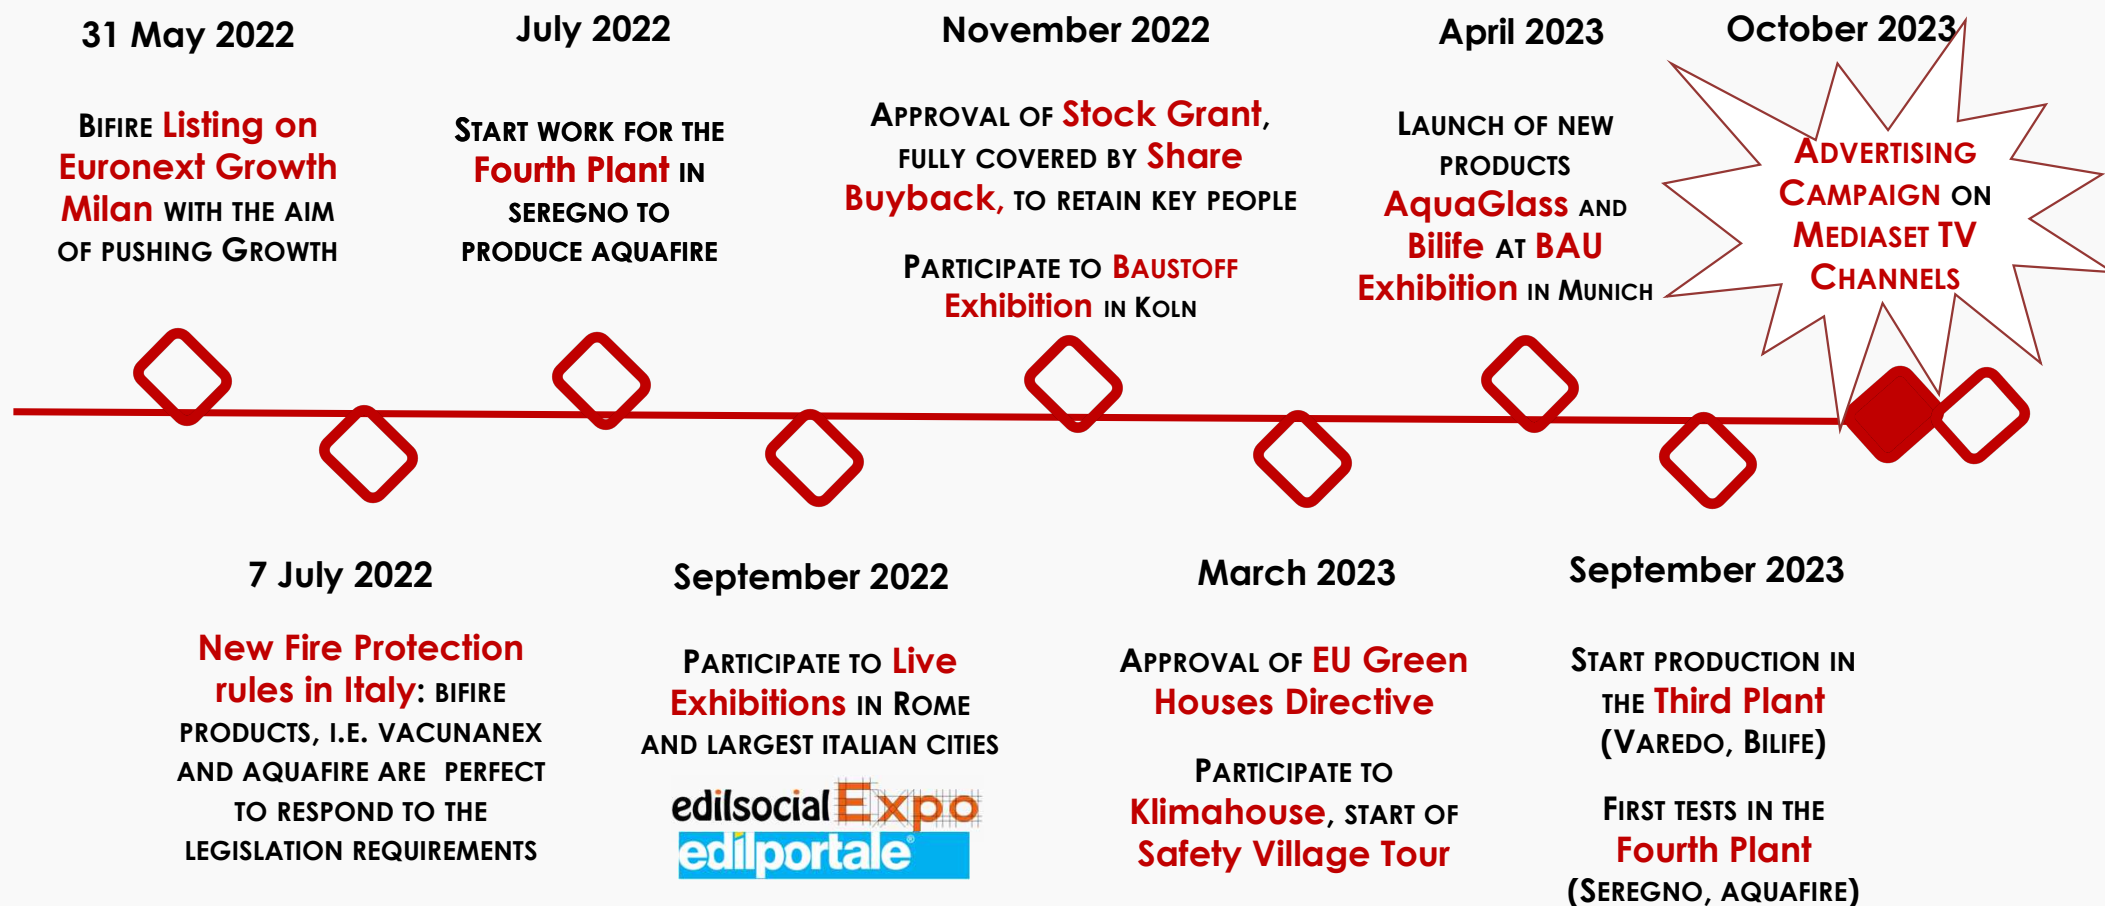 31 May 2022
BIFIRE Listing on
Euronext Growth
Milan WITH THE AIM
OF PUSHING GROWTH
July 2022
START WORK FOR THE
Fourth Plant IN
SEREGNO TO
PRODUCE AQUAFIRE
November 2022
APPROVAL OF Stock Grant,
FULLY COVERED BY Share
Buyback, TO RETAIN KEY PEOPLE
PARTICIPATE TO BAUSTOFF
Exhibition IN KOLN
April 2023
LAUNCH OF NEW
PRODUCTS
AquaGlass AND
Bilife AT BAU
Exhibition IN MUNICH
October 2023
ADVERTISING
CAMPAIGN ON
MEDIASET TV
CHANNELS
7 July 2022
New Fire Protection
rules in Italy: BIFIRE
PRODUCTS, I.E. VACUNANEX
AND AQUAFIRE ARE PERFECT
TO RESPOND TO THE
LEGISLATION REQUIREMENTS
September 2022
PARTICIPATE TO Live
Exhibitions IN ROME
AND LARGEST ITALIAN CITIES
edilsocial Expo
edilportale®
March 2023
APPROVAL OF EU Green
Houses Directive
PARTICIPATE TO
Klimahouse, START OF
Safety Village Tour
September 2023
START PRODUCTION IN
THE Third Plant
(VAREDO, BILIFE)
FIRST TESTS IN THE
Fourth Plant
(SEREGNO, AQUAFIRE)